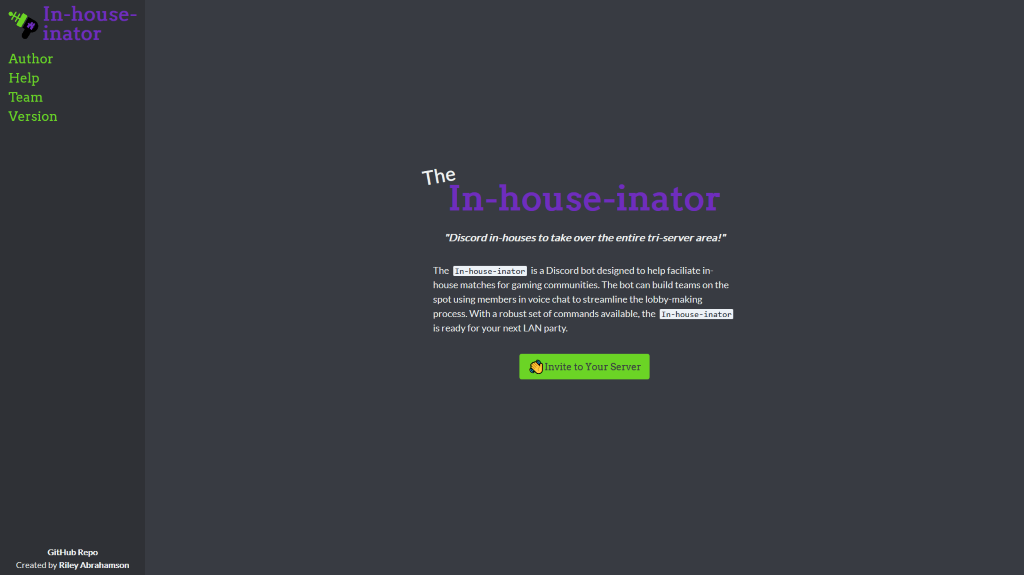 In-house-
inator
Author
Help
Team
Version
The
In-house-inator
"Discord in-houses to take over the entire tri-server area!"
The In-house-inator is a Discord bot designed to help faciliate in-
house matches for gaming communities. The bot can build teams on the
spot using members in voice chat to streamline the lobby-making
process. With a robust set of commands available, the In-house-inator
is ready for your next LAN party.
Invite to Your Server
GitHub Repo
Created by Riley Abrahamson